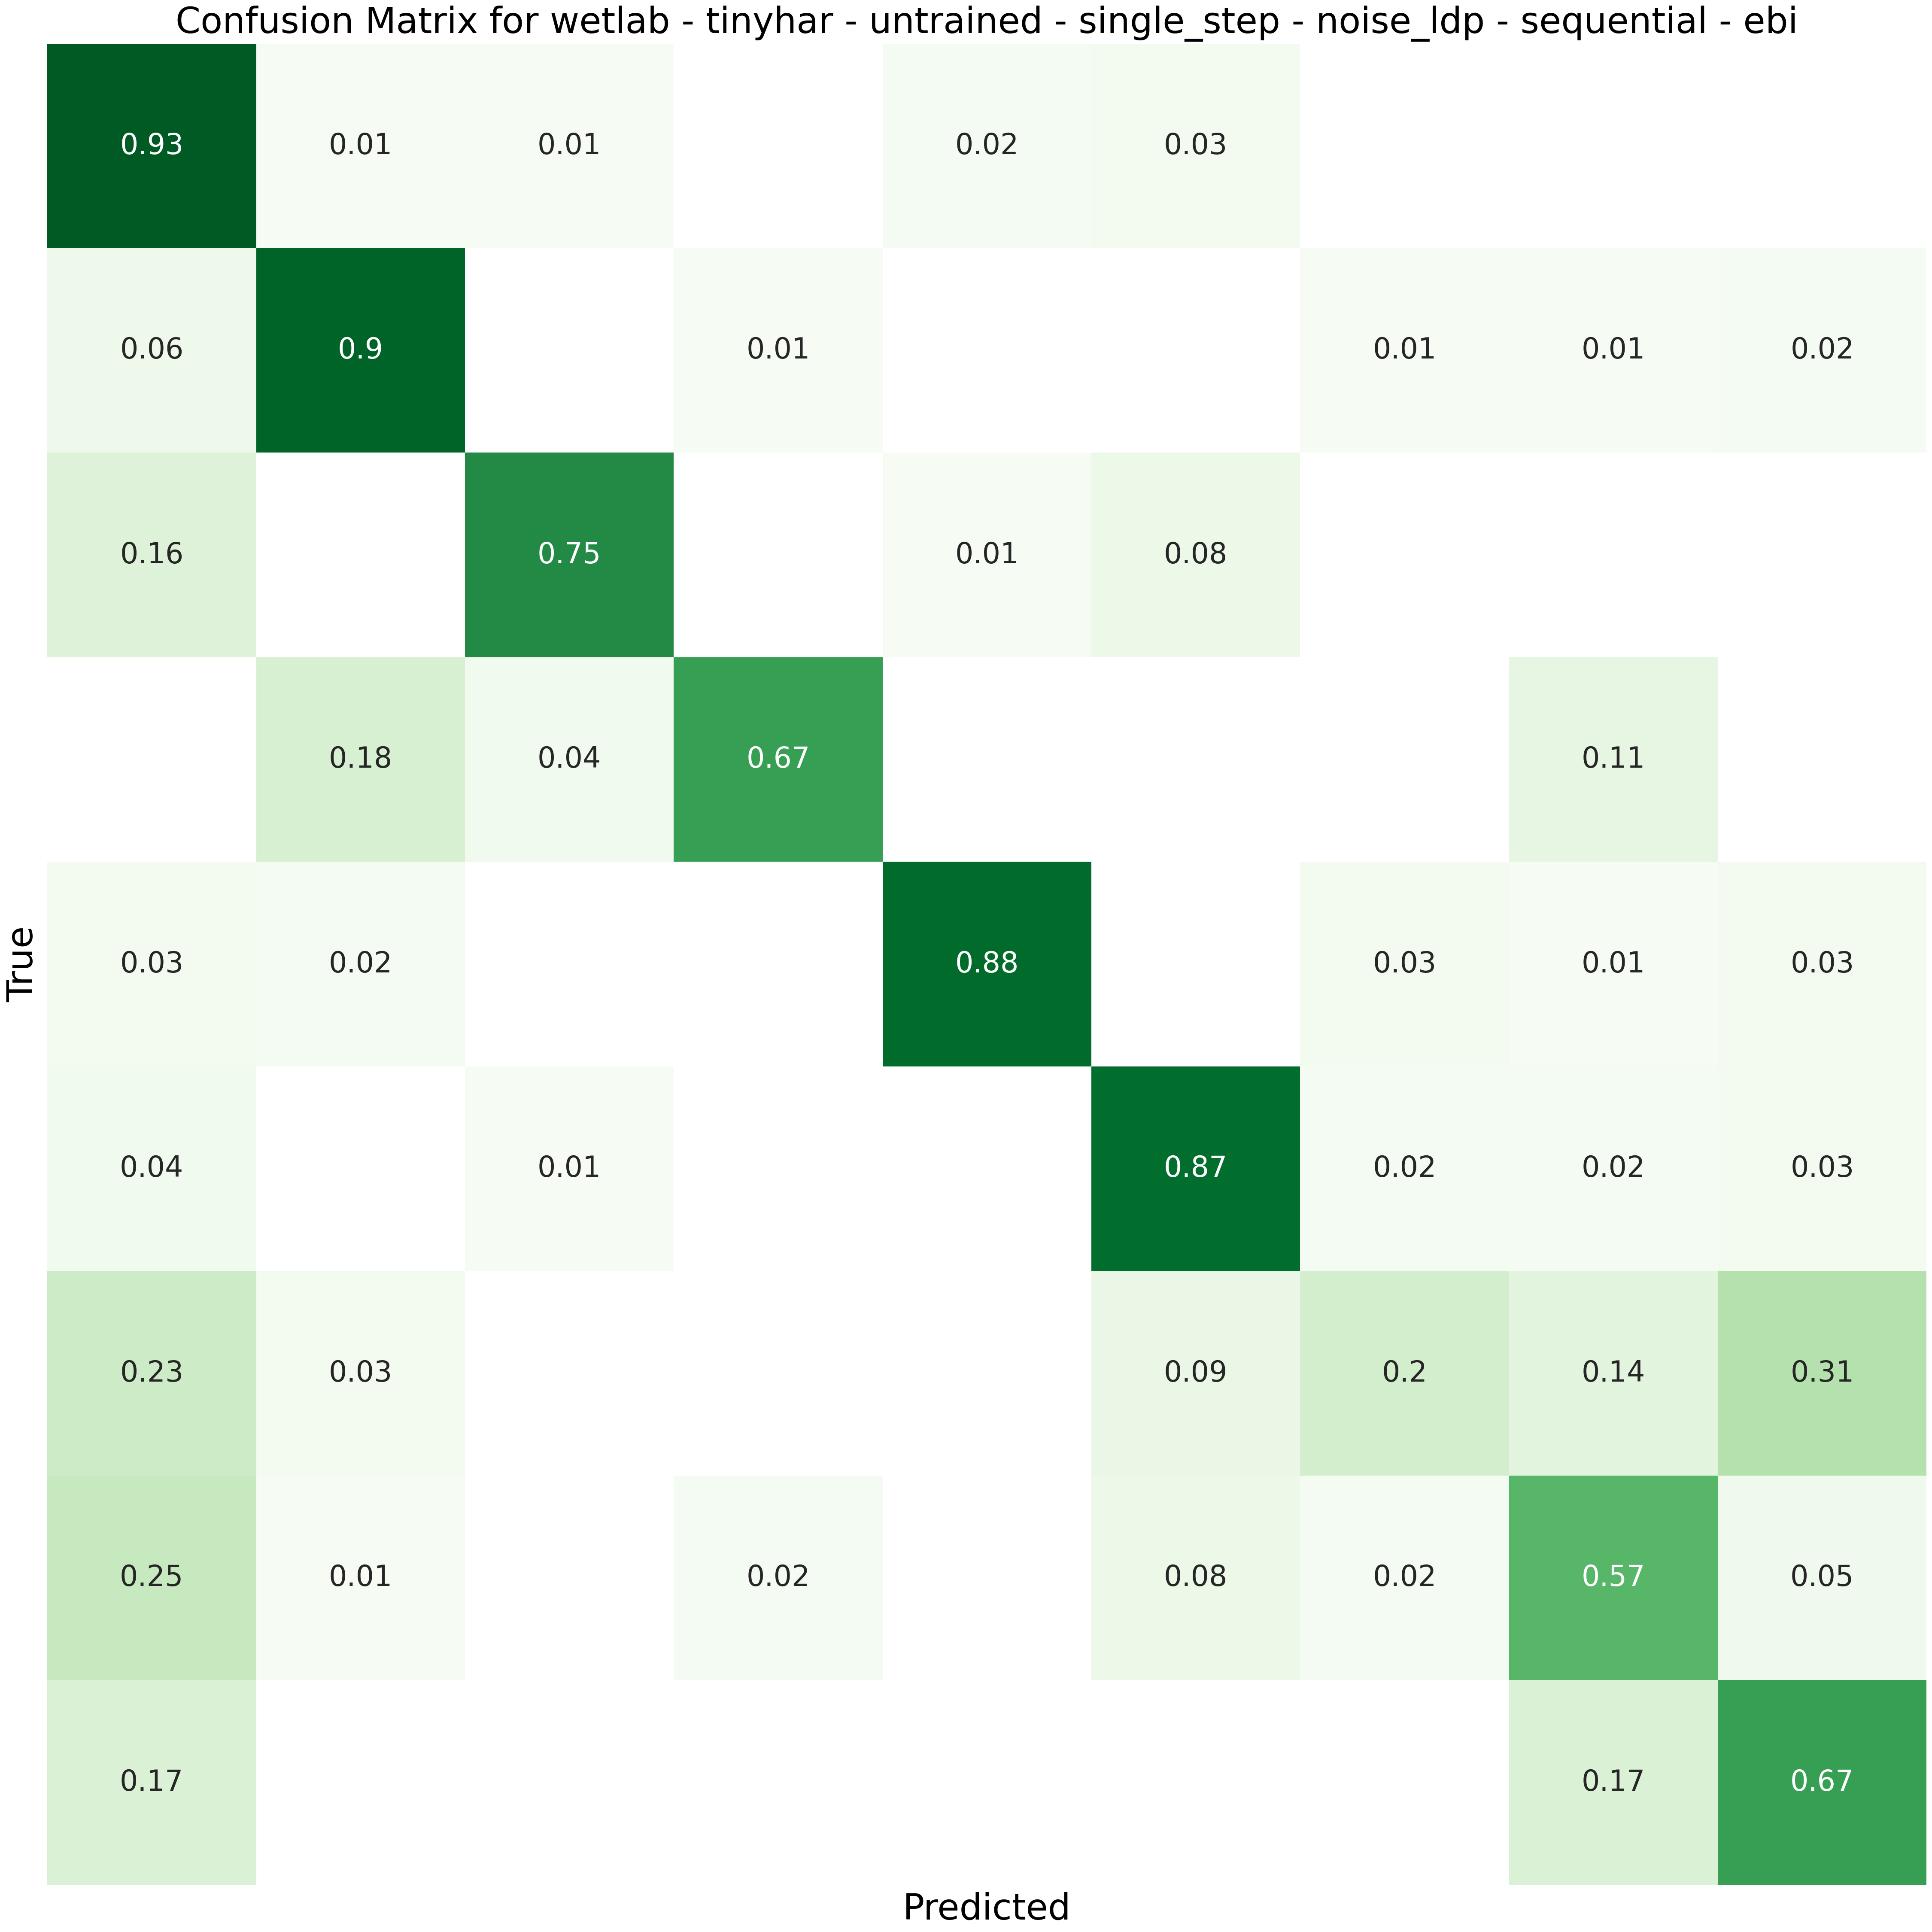 Confusion Matrix for wetlab - tinyhar - untrained - single_step - noise_ldp - sequential - ebi
0.93 0.01 0.01 0.02 0.03
0.06 0.9 0.01 0.01 0.01 0.02
0.16 0.75 0.01 0.08
0.18 0.04 0.67 0.11
True
0.03 0.02 0.88 0.03 0.01 0.03
0.04 0.01 0.87 0.02 0.02 0.03
0.23 0.03 0.09 0.2 0.14 0.31
0.25 0.01 0.02 0.08 0.02 0.57 0.05
0.17 0.17 0.67
Predicted